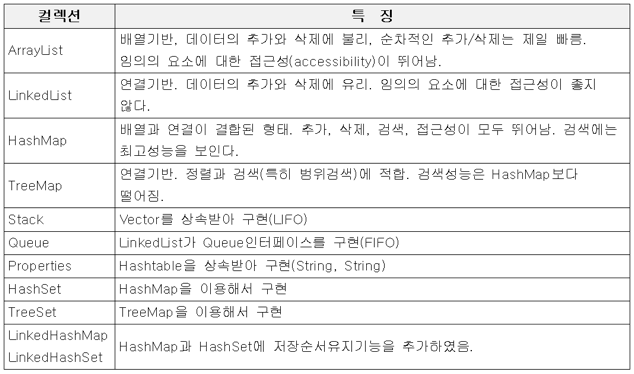 컬렉션 특 징
ArrayList
배열기반, 데이터의 추가와 삭제에 불리, 순차적인 추가/삭제는 제일 빠름.
임의의 요소에 대한 접근성(accessibility)이 뛰어남.
LinkedList
연결기반. 데이터의 추가와 삭제에 유리. 임의의 요소에 대한 접근성이 좋지
않다.
HashMap
배열과 연결이 결합된 형태. 추가, 삭제, 검색, 접근성이 모두 뛰어남. 검색에는
최고성능을 보인다.
TreeMap
연결기반. 정렬과 검색(특히 범위검색)에 적합. 검색성능은 HashMap보다
떨어짐.
Stack Vector를 상속받아 구현(LIFO)
Queue LinkedList가 Queue인터페이스를 구현(FIFO)
Properties Hashtable을 상속받아 구현(String, String)
HashSet HashMap을 이용해서 구현
TreeSet TreeMap을 이용해서 구현
LinkedHashMap
LinkedHashSet
HashMap과 HashSet에 저장순서유지기능을 추가하였음.